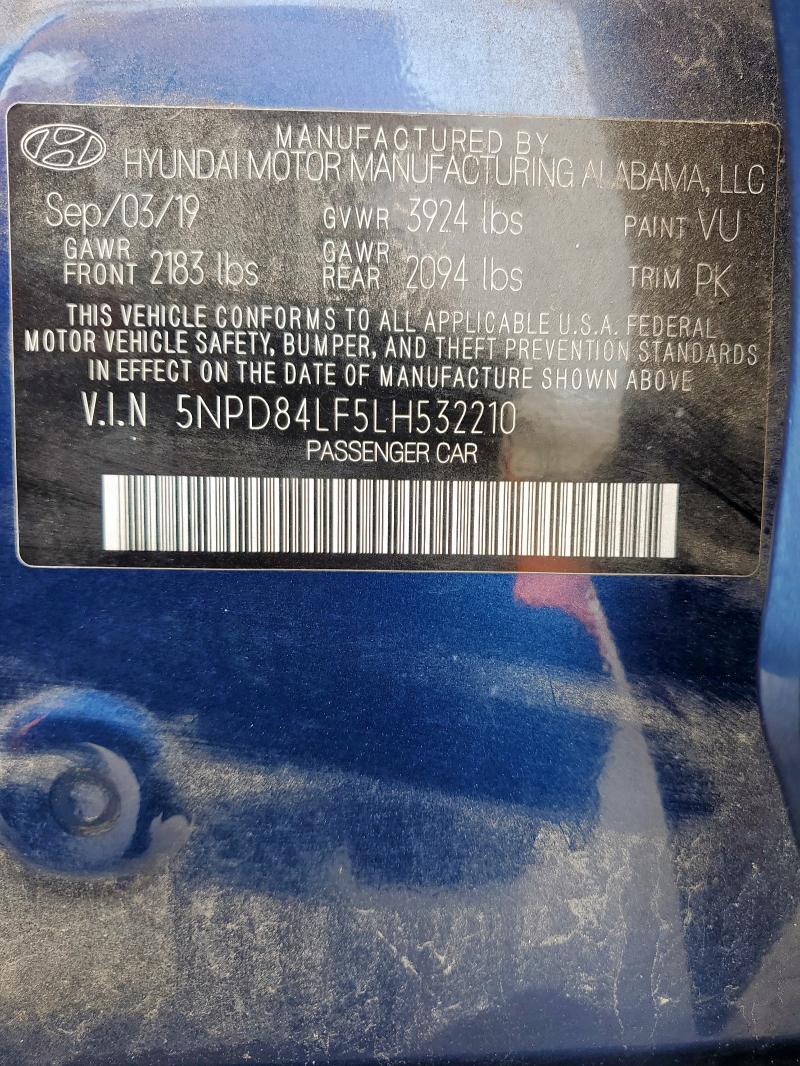 MANUFACTURED BY
HYUNDAI MOTOR MANUFACTURING ALABAMA, LLC
Sep/03/19 GVWR 3924 lbs PAINT VU
GAWR FRONT 2183 lbs GAWR REAR 2094 lbs TRIM PK
THIS VEHICLE CONFORMS TO ALL APPLICABLE U.S.A. FEDERAL
MOTOR VEHICLE SAFETY, BUMPER, AND THEFT PREVENTION STANDARDS
IN EFFECT ON THE DATE OF MANUFACTURE SHOWN ABOVE
V.I.N 5NPD84LF5LH532210
PASSENGER CAR